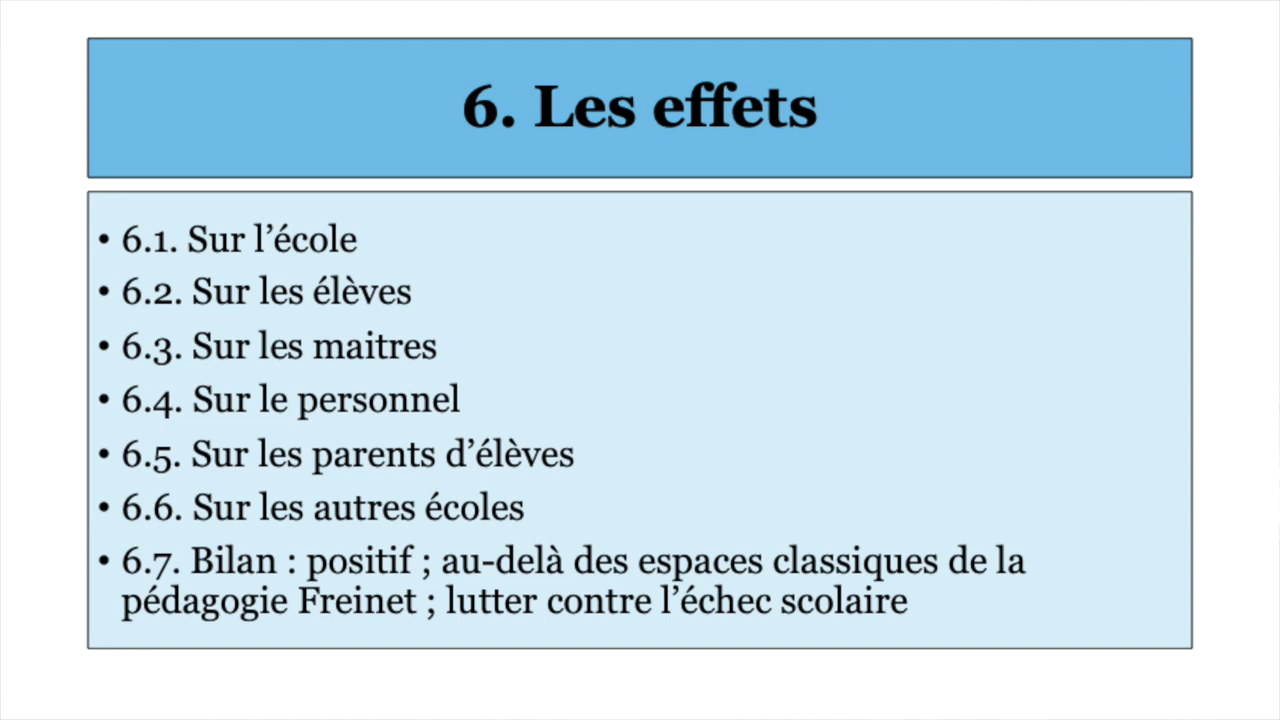 6. Les effets
• 6.1. Sur l’école
• 6.2. Sur les élèves
• 6.3. Sur les maitres
• 6.4. Sur le personnel
• 6.5. Sur les parents d’élèves
• 6.6. Sur les autres écoles
• 6.7. Bilan : positif ; au-delà des espaces classiques de la
pédagogie Freinet ; lutter contre l’échec scolaire